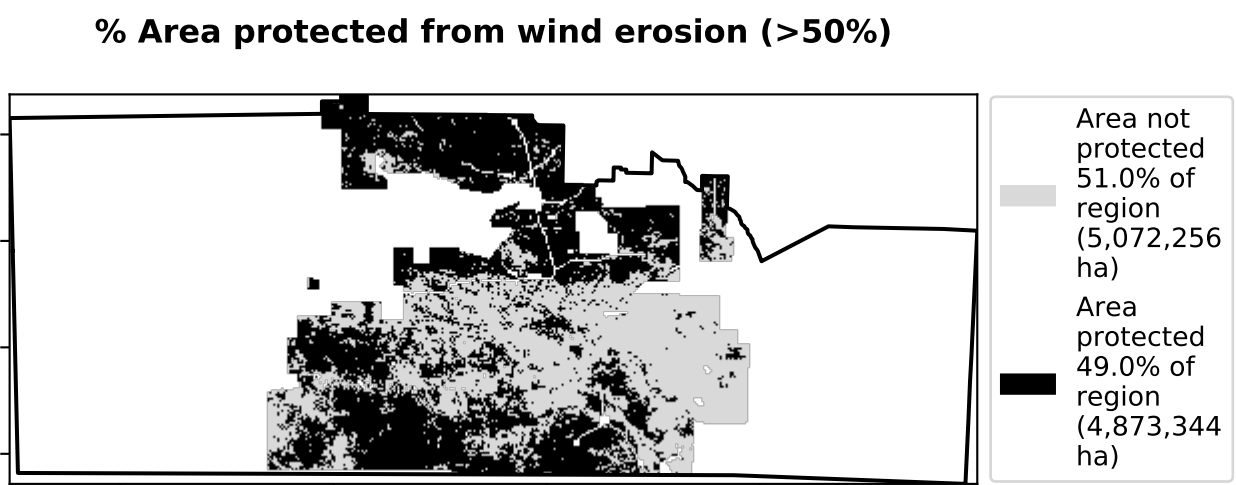 % Area protected from wind erosion (>50%)
Area not
protected
51.0% of
region
(5,072,256
ha)
Area
protected
49.0% of
region
(4,873,344
ha)